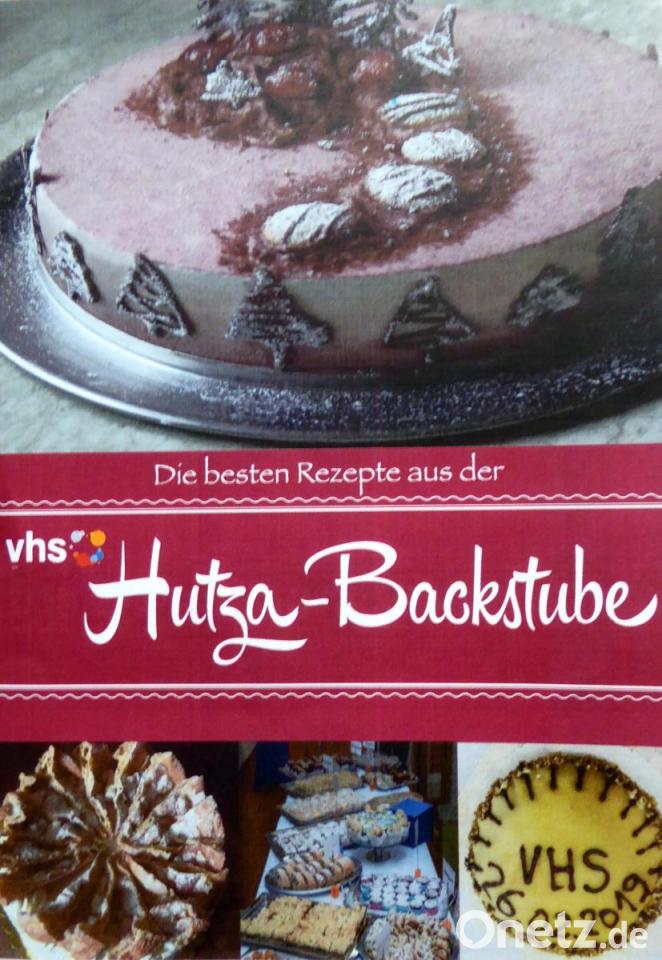 Die besten Rezepte aus der
vhs
Hutza-Backstube
VHS
Onetz.de